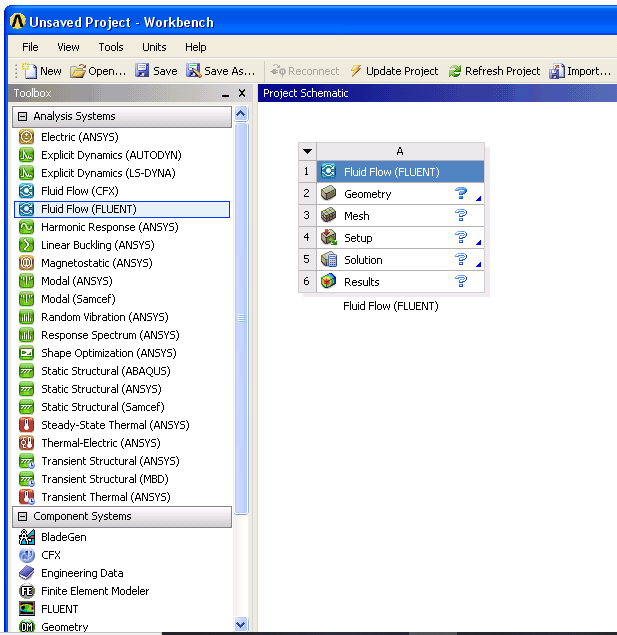 Unsaved Project - Workbench
File View Tools Units Help
New Open... Save Save As... Reconnect Update Project Refresh Project Import...
Toolbox
Analysis Systems
Electric (ANSYS)
Explicit Dynamics (AUTODYN)
Explicit Dynamics (LS-DYNA)
Fluid Flow (CFX)
Fluid Flow (FLUENT)
Harmonic Response (ANSYS)
Linear Buckling (ANSYS)
Magnetostatic (ANSYS)
Modal (ANSYS)
Modal (Samcef)
Random Vibration (ANSYS)
Response Spectrum (ANSYS)
Shape Optimization (ANSYS)
Static Structural (ABAQUS)
Static Structural (ANSYS)
Static Structural (Samcef)
Steady-State Thermal (ANSYS)
Thermal-Electric (ANSYS)
Transient Structural (ANSYS)
Transient Structural (MBD)
Transient Thermal (ANSYS)
Component Systems
BladeGen
CFX
Engineering Data
FE Finite Element Modeler
FLUENT
DM Geometry
Project Schematic
A
1 Fluid Flow (FLUENT)
2 Geometry ?
3 Mesh ?
4 Setup ?
5 Solution ?
6 Results ?
Fluid Flow (FLUENT)